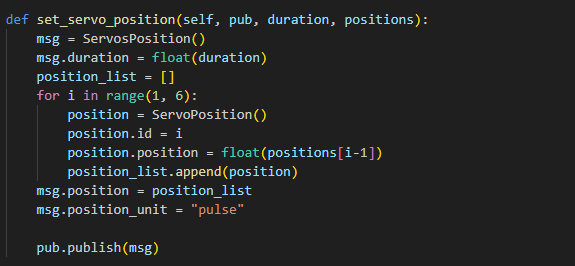 def set_servo_position(self, pub, duration, positions):
    msg = ServosPosition()
    msg.duration = float(duration)
    position_list = []
    for i in range(1, 6):
        position = ServoPosition()
        position.id = i
        position.position = float(positions[i-1])
        position_list.append(position)
    msg.position = position_list
    msg.position_unit = "pulse"

    pub.publish(msg)